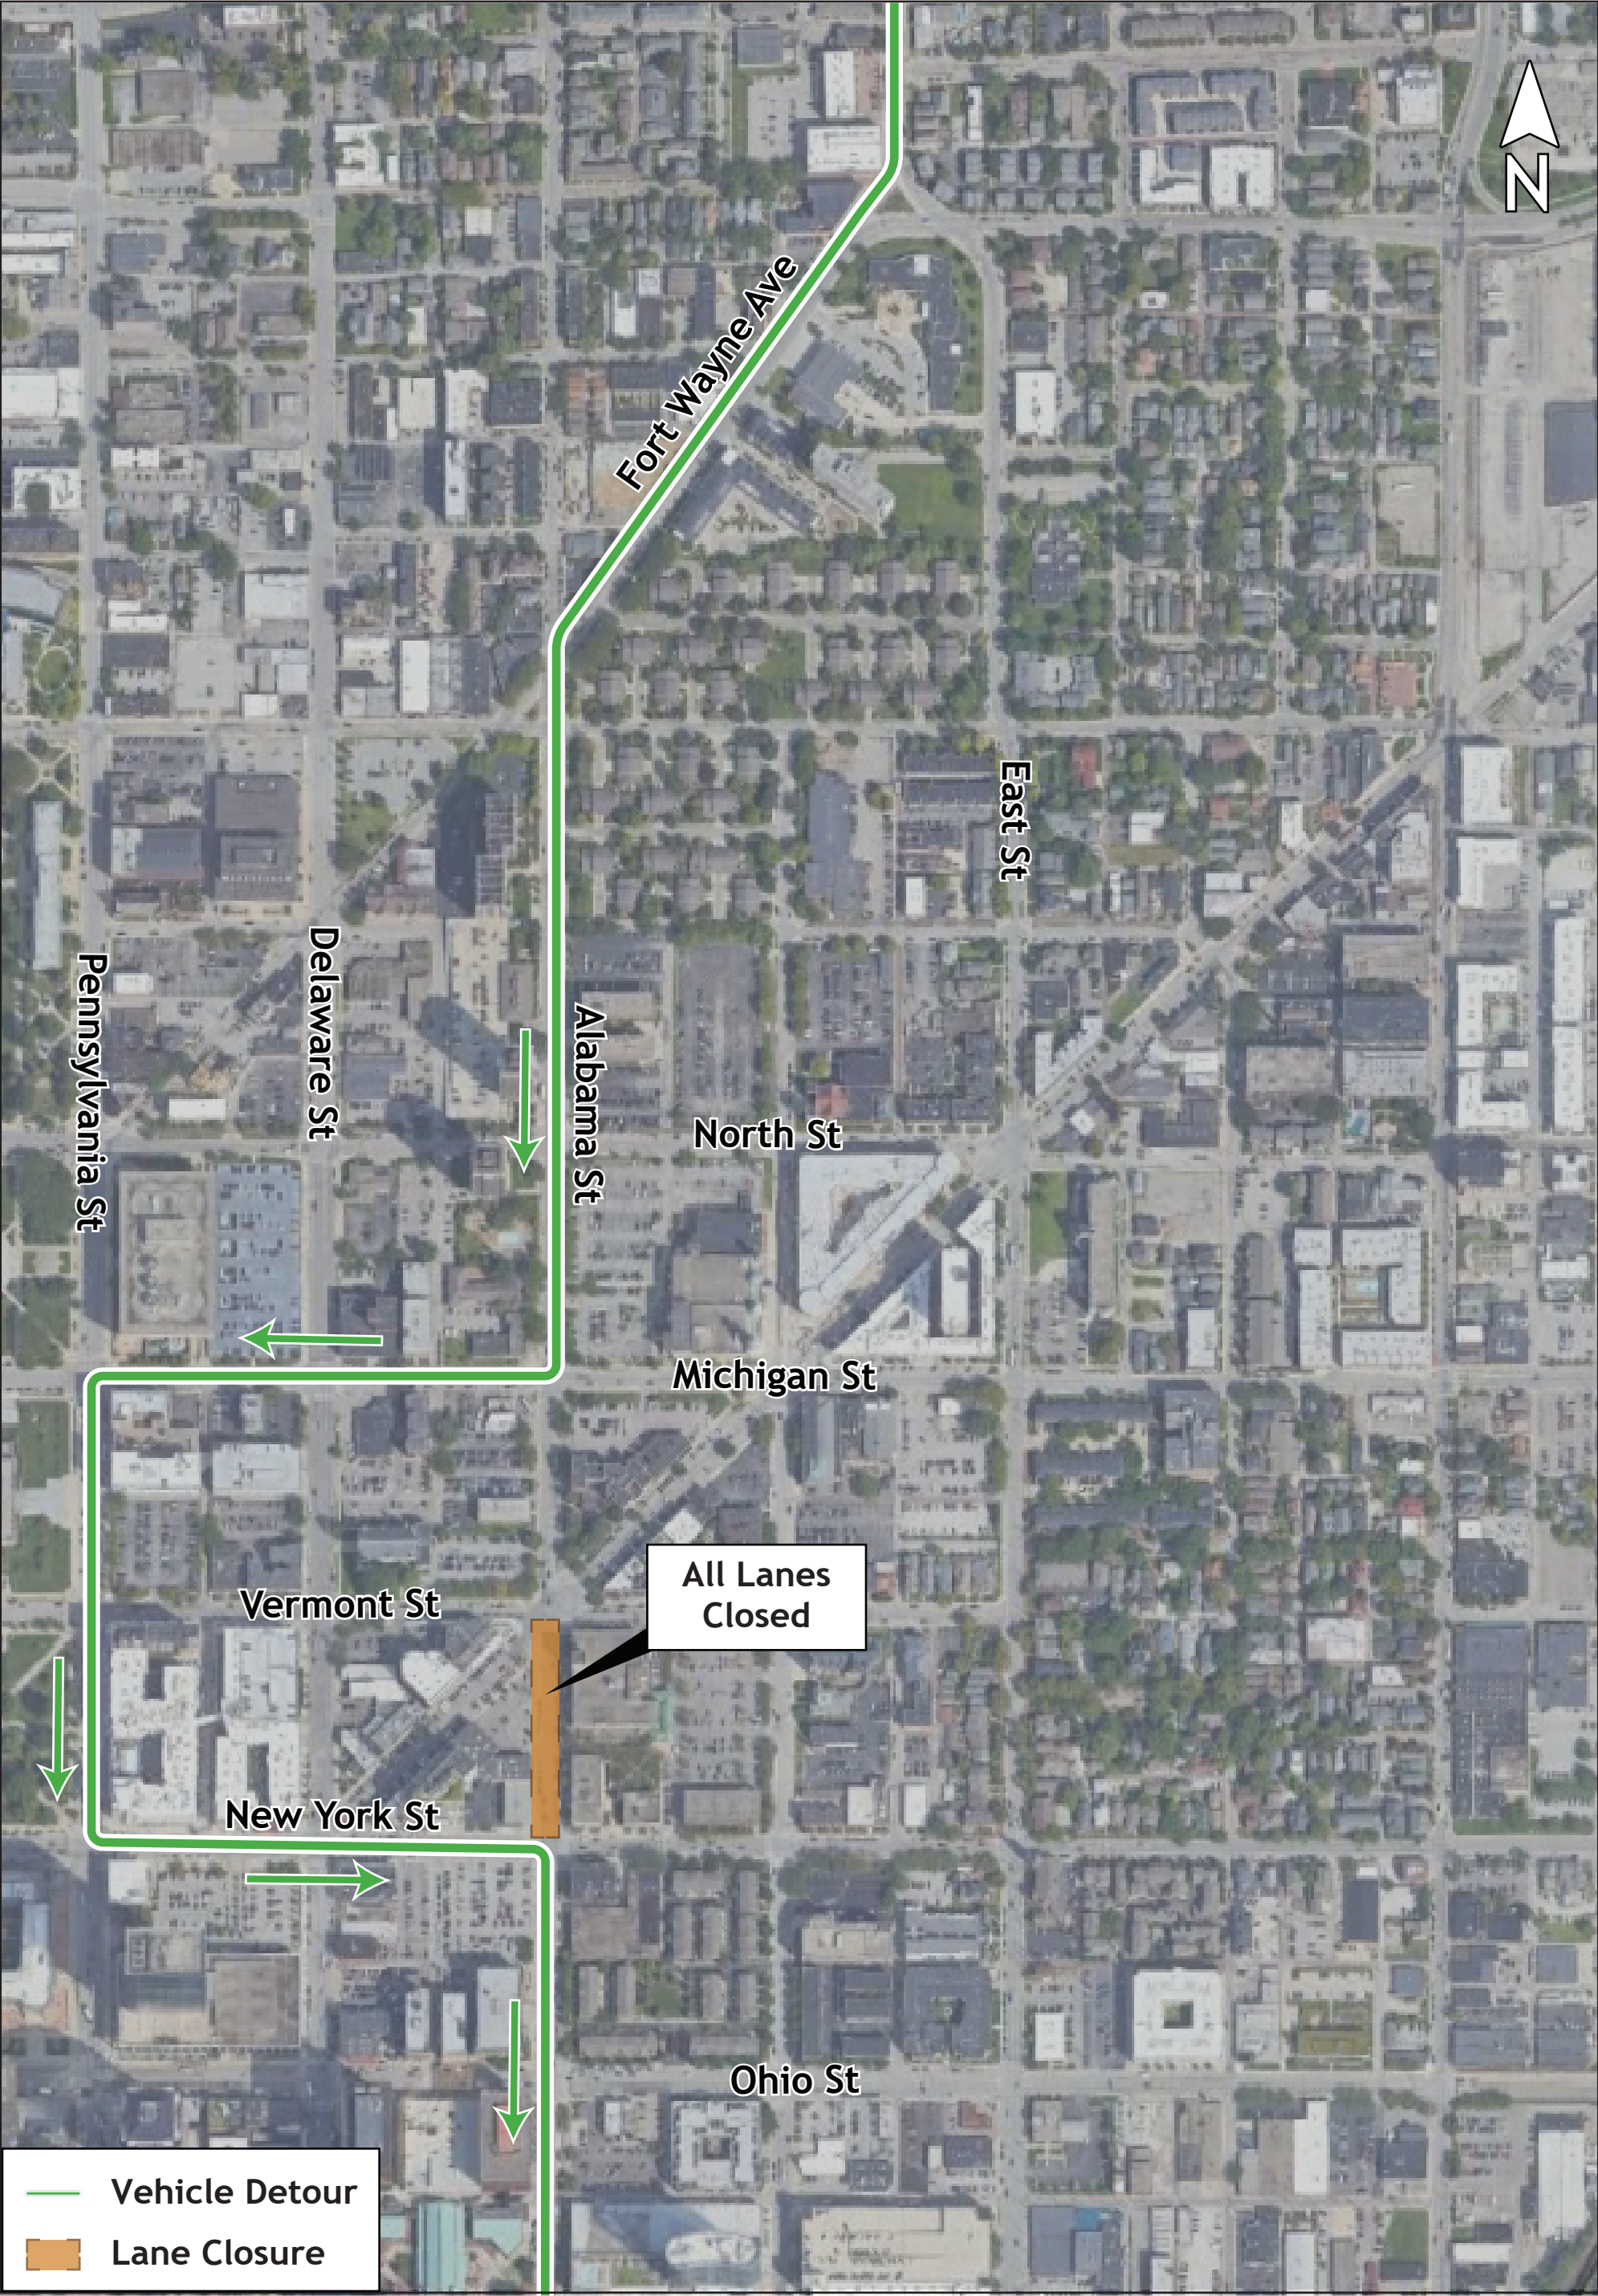 N
Fort Wayne Ave
East St
Delaware St
Pennsylvania St
Alabama St
North St
Michigan St
All Lanes
Closed
Vermont St
New York St
Ohio St
Vehicle Detour
Lane Closure